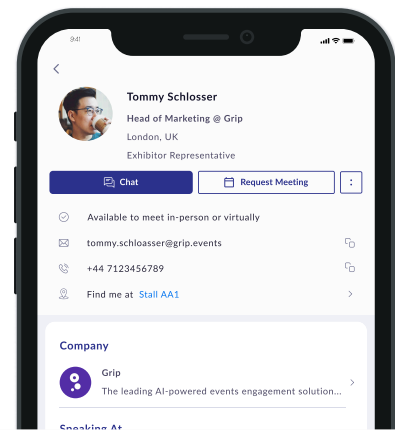 9:41
Tommy Schlosser
Head of Marketing @ Grip
London, UK
Exhibitor Representative
Chat
Request Meeting
Available to meet in-person or virtually
tommy.schloasser@grip.events
+44 7123456789
Find me at Stall AA1
Company
Grip
The leading AI-powered events engagement solution...
Speaking At